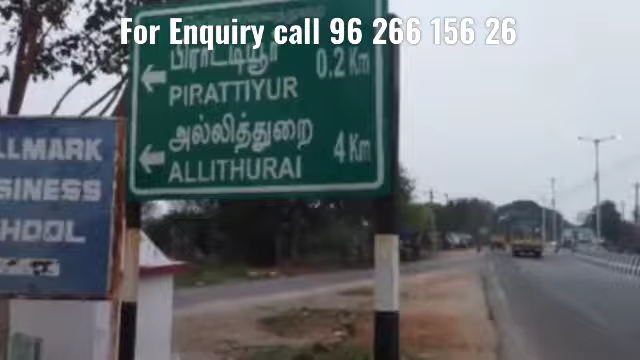 For Enquiry call 96 266 156 26
பிராட்டியூர் 0.2 Km
PIRATTIYUR
அல்லித்துறை 4 Km
ALLITHURAI
LLMARK
SINESS
HOOL